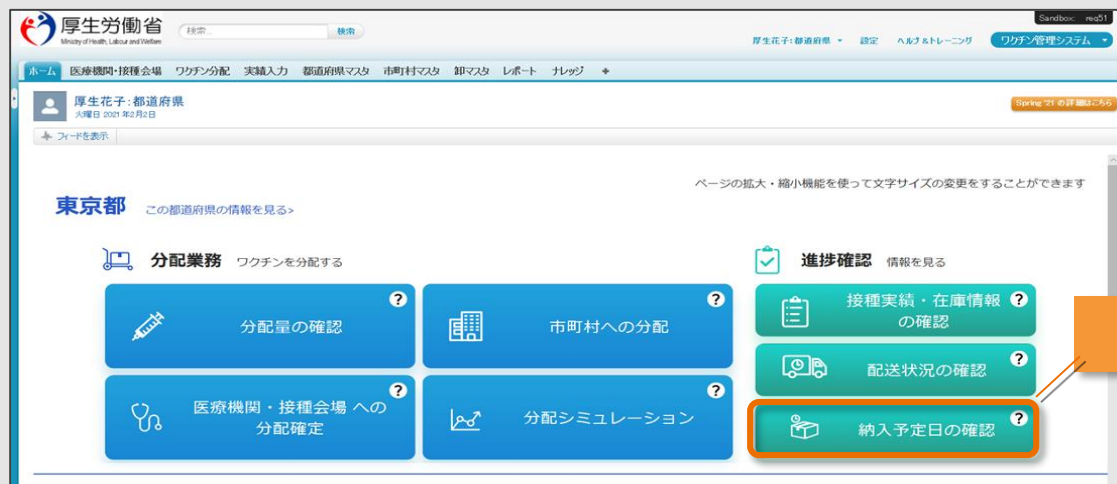 Sandbox: req51
厚生労働省
Ministry of Health, Labour and Welfare
検索...
検索
厚生花子:都道府県
設定
ヘルプ&トレーニング
ワクチン管理システム
ホーム 医療機関・接種会場 ワクチン分配 実績入力 都道府県マスタ 市町村マスタ 卸マスタ レポート ナレッジ +
厚生花子:都道府県
火曜日 2021年2月2日
Spring '21 の詳細はこちら
フィードを表示
ページの拡大・縮小機能を使って文字サイズの変更をすることができます
東京都 この都道府県の情報を見る>
分配業務 ワクチンを分配する
進捗確認 情報を見る
分配量の確認 ?
市町村への分配 ?
接種実績・在庫情報 ?
の確認
配送状況の確認 ?
医療機関・接種会場 への ?
分配確定
分配シミュレーション ?
納入予定日の確認 ?